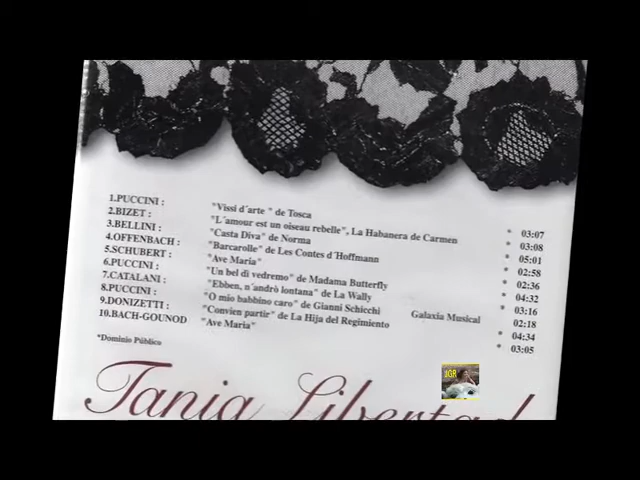 1.PUCCINI : "Vissi d´arte " de Tosca * 03:07
2.BIZET : "L´amour est un oiseau rebelle", La Habanera de Carmen * 03:08
3.BELLINI : "Casta Diva" de Norma * 05:01
4.OFFENBACH : "Barcarolle" de Les Contes d´Hoffmann * 02:58
5.SCHUBERT : "Ave Maria" * 02:36
6.PUCCINI : "Un bel di vedremo" de Madama Butterfly * 04:32
7.CATALANI : "Ebben, n´andrò lontana" de La Wally * 03:16
8.PUCCINI : "O mio babbino caro" de Gianni Schicchi Galaxia Musical 02:18
9.DONIZETTI : "Convien partir" de La Hija del Regimiento * 04:34
10.BACH-GOUNOD "Ave Maria" * 03:05
*Dominio Público
JGR
Tania Libertad